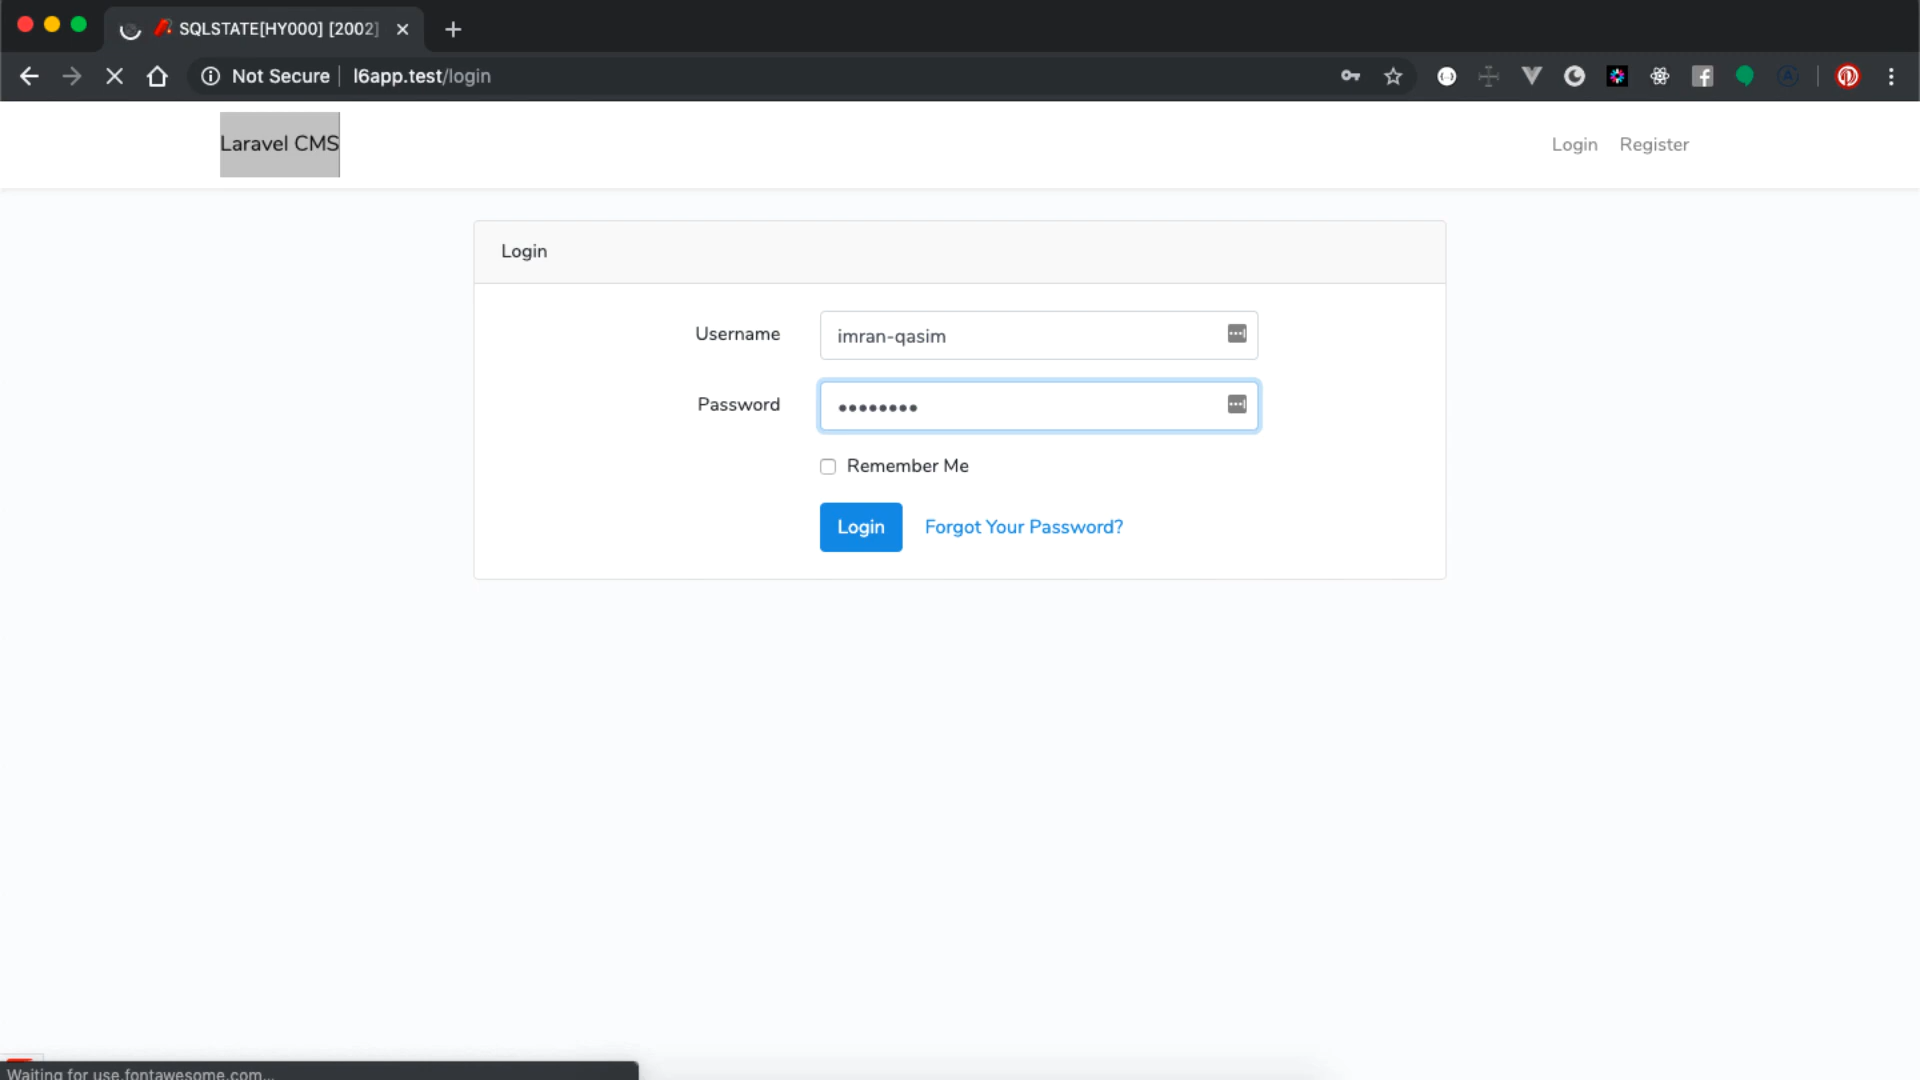 SQLSTATE[HY000] [2002]
Not Secure
l6app.test/login
Laravel CMS
Login
Register
Login
Username
imran-qasim
Password
Remember Me
Login
Forgot Your Password?
Waiting for use.fontawesome.com...